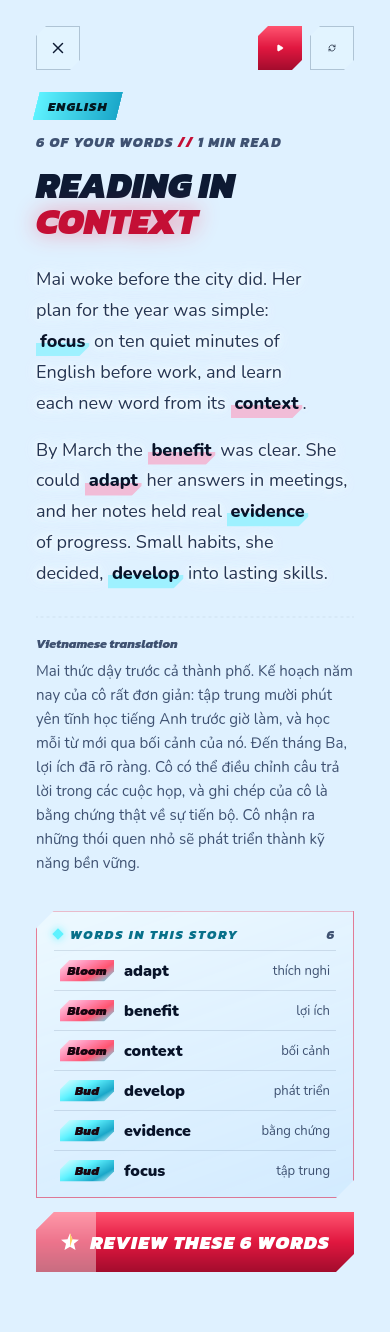 ENGLISH
6 OF YOUR WORDS // 1 MIN READ
READING IN
CONTEXT
Mai woke before the city did. Her
plan for the year was simple:
focus on ten quiet minutes of
English before work, and learn
each new word from its context.
By March the benefit was clear. She
could adapt her answers in meetings,
and her notes held real evidence
of progress. Small habits, she
decided, develop into lasting skills.
Vietnamese translation
Mai thức dậy trước cả thành phố. Kế hoạch năm
nay của cô rất đơn giản: tập trung mười phút
yên tĩnh học tiếng Anh trước giờ làm, và học
mỗi từ mới qua bối cảnh của nó. Đến tháng Ba,
lợi ích đã rõ ràng. Cô có thể điều chỉnh câu trả
lời trong các cuộc họp, và ghi chép của cô là
bằng chứng thật về sự tiến bộ. Cô nhận ra
những thói quen nhỏ sẽ phát triển thành kỹ
năng bền vững.
WORDS IN THIS STORY 6
Bloom adapt thích nghi
Bloom benefit lợi ích
Bloom context bối cảnh
Bud develop phát triển
Bud evidence bằng chứng
Bud focus tập trung
REVIEW THESE 6 WORDS